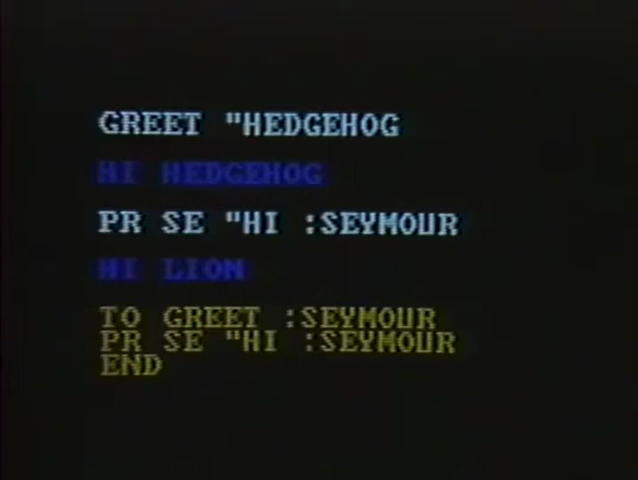 GREET "HEDGEHOG
HI HEDGEHOG
PR SE "HI :SEYMOUR
HI LION
TO GREET :SEYMOUR
PR SE "HI :SEYMOUR
END